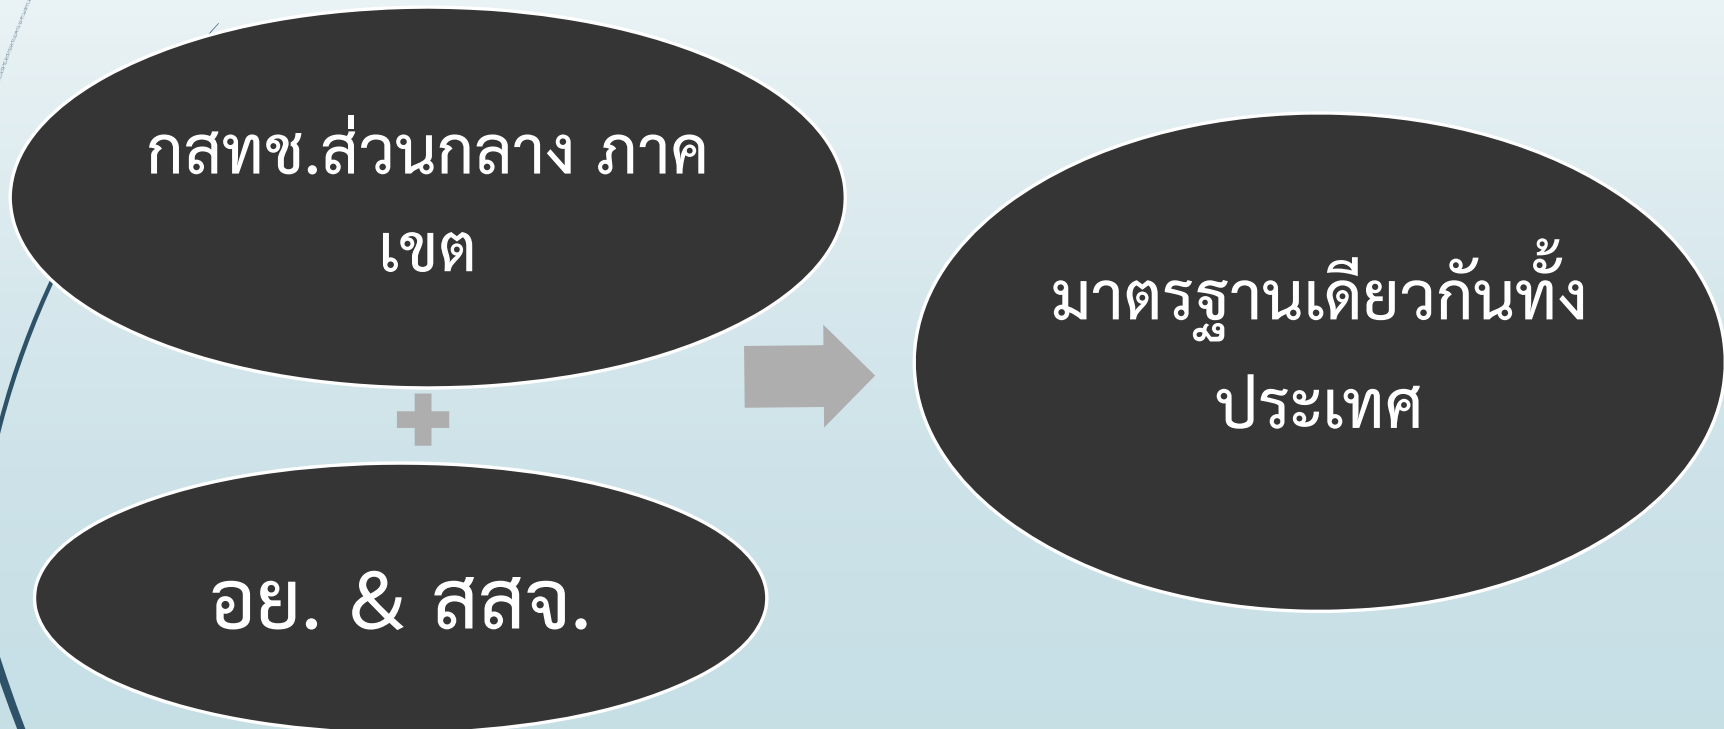 กสทช.ส่วนกลาง ภาค
เขต
อย. & สสจ.
มาตรฐานเดียวกันทั้ง
ประเทศ